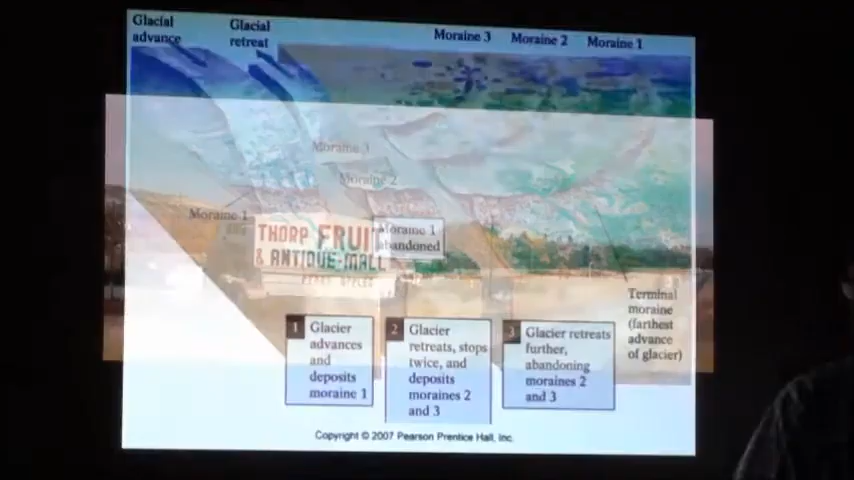 Glacial
advance
Glacial
retreat
Moraine 3
Moraine 2
Moraine 1
Moraine 3
Moraine 2
Moraine 1
Moraine 1
abandoned
THORP FRUIT
& ANTIQUE-MALL
Terminal
moraine
(farthest
advance
of glacier)
1 Glacier
advances
and
deposits
moraine 1
2 Glacier
retreats, stops
twice, and
deposits
moraines 2
and 3
3 Glacier retreats
further,
abandoning
moraines 2
and 3
Copyright © 2007 Pearson Prentice Hall, Inc.